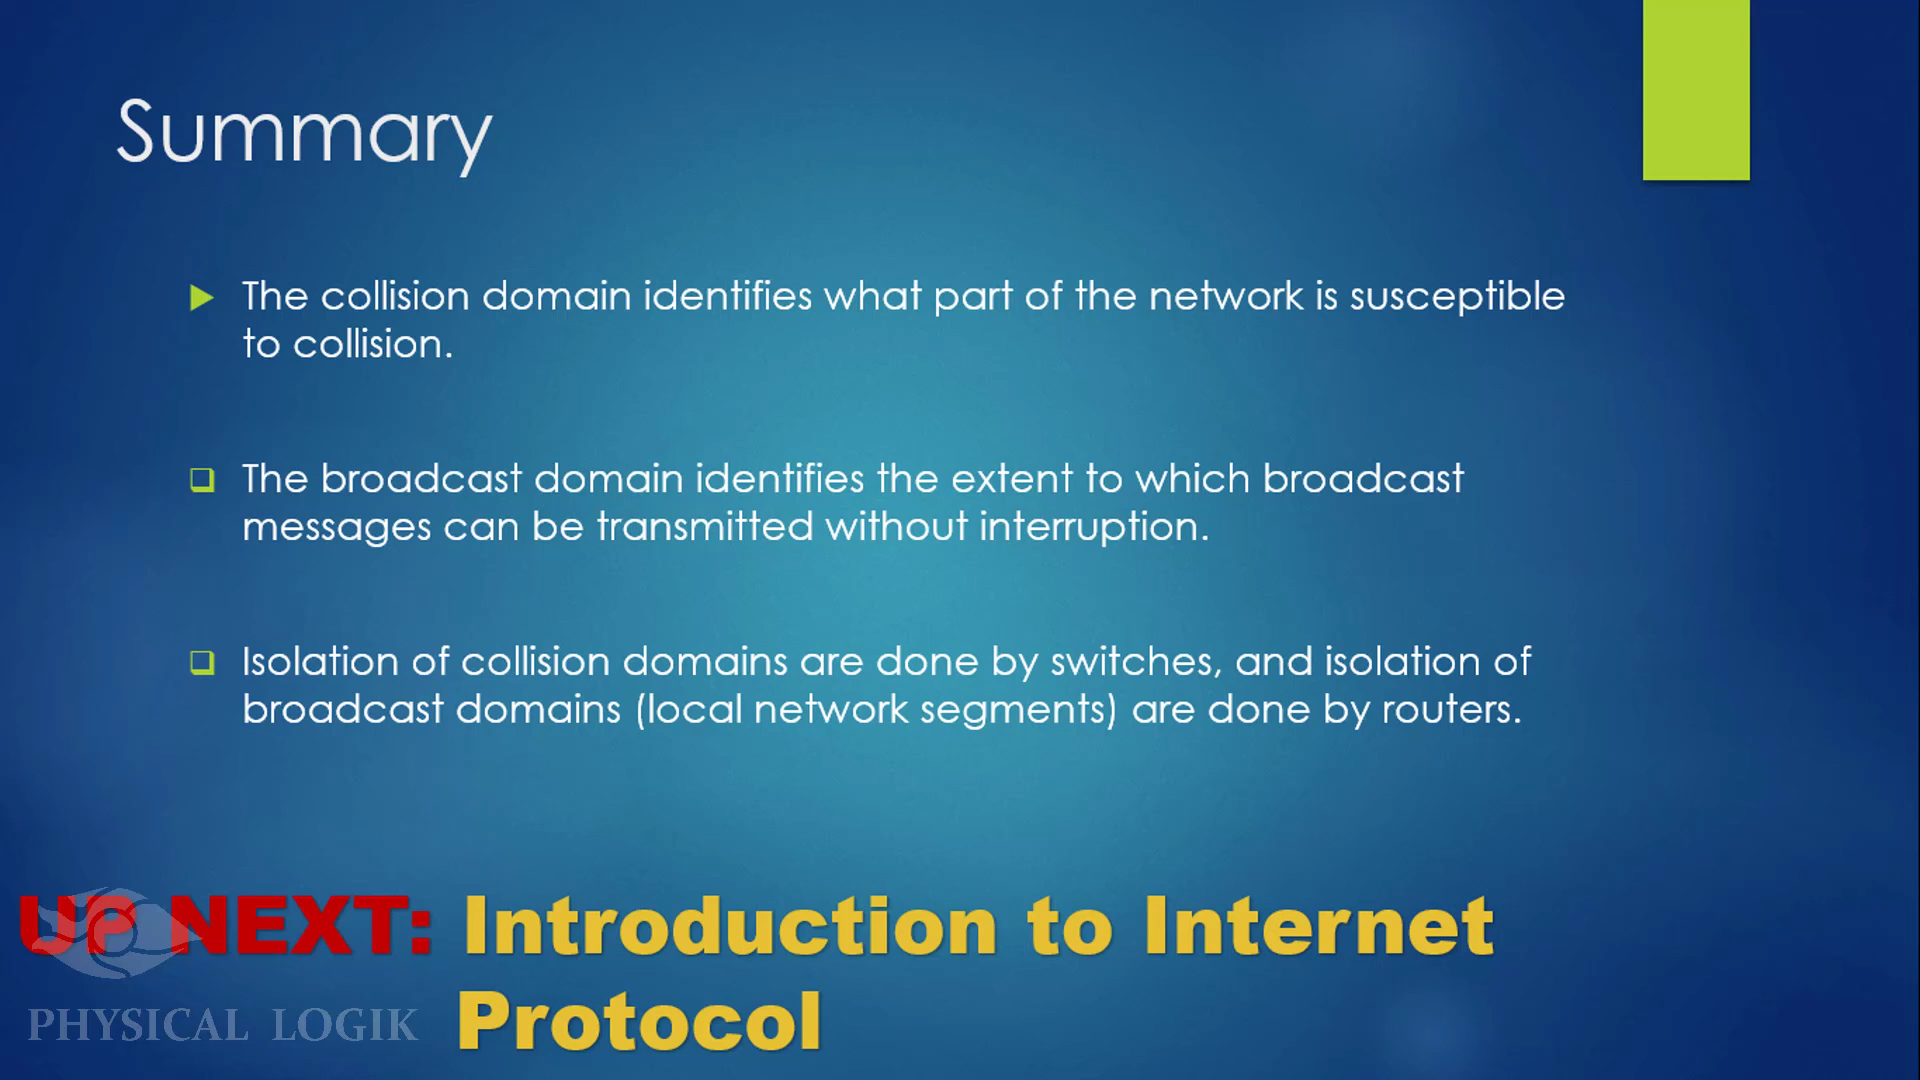 Summary
The collision domain identifies what part of the network is susceptible
to collision.
The broadcast domain identifies the extent to which broadcast
messages can be transmitted without interruption.
Isolation of collision domains are done by switches, and isolation of
broadcast domains (local network segments) are done by routers.
UP NEXT: Introduction to Internet
Protocol
PHYSICAL LOGIK